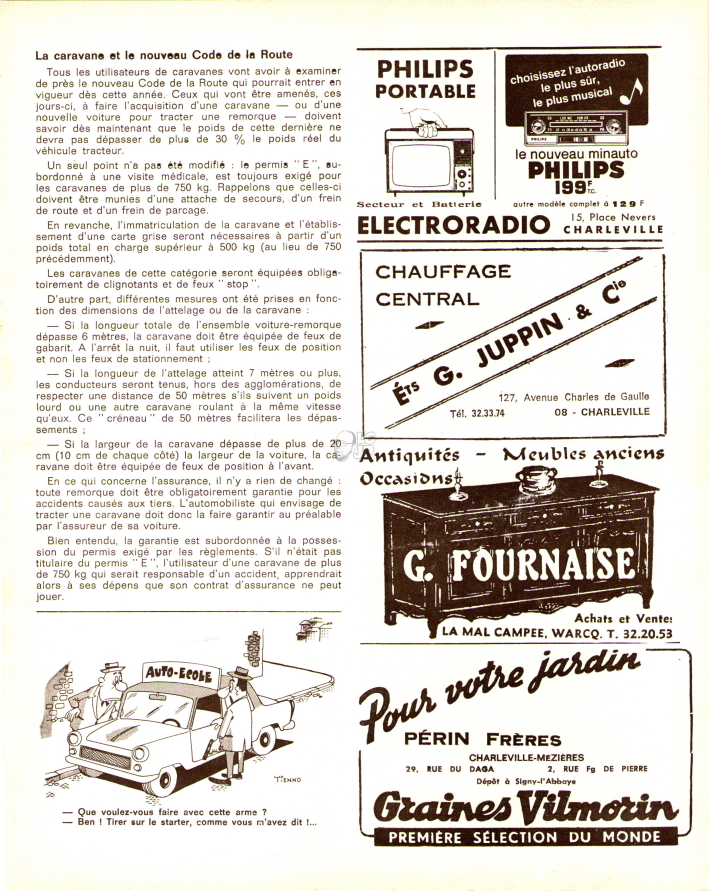 La caravane et le nouveau Code de la Route
Tous les utilisateurs de caravanes vont avoir à examiner
de près le nouveau Code de la Route qui pourrait entrer en
vigueur dès cette année. Ceux qui vont être amenés, ces
jours-ci, à faire l'acquisition d'une caravane — ou d'une
nouvelle voiture pour tracter une remorque — doivent
savoir dès maintenant que le poids de cette dernière ne
devra pas dépasser de plus de 30 % le poids réel du
véhicule tracteur.
Un seul point n'a pas été modifié : le permis "E", su-
bordonné à une visite médicale, est toujours exigé pour
les caravanes de plus de 750 kg. Rappelons que celles-ci
doivent être munies d'une attache de secours, d'un frein
de route et d'un frein de parcage.
En revanche, l'immatriculation de la caravane et l'établis-
sement d'une carte grise seront nécessaires à partir d'un
poids total en charge supérieur à 500 kg (au lieu de 750
précédemment).
Les caravanes de cette catégorie seront équipées obliga-
toirement de clignotants et de feux " stop ".
D'autre part, différentes mesures ont été prises en fonc-
tion des dimensions de l'attelage ou de la caravane :
— Si la longueur totale de l'ensemble voiture-remorque
dépasse 6 mètres, la caravane doit être équipée de feux de
gabarit. A l'arrêt la nuit, il faut utiliser les feux de position
et non les feux de stationnement ;
— Si la longueur de l'attelage atteint 7 mètres ou plus,
les conducteurs seront tenus, hors des agglomérations, de
respecter une distance de 50 mètres s'ils suivent un poids
lourd ou une autre caravane roulant à la même vitesse
qu'eux. Ce " créneau " de 50 mètres facilitera les dépas-
sements ;
— Si la largeur de la caravane dépasse de plus de 20
cm (10 cm de chaque côté) la largeur de la voiture, la ca-
ravane doit être équipée de feux de position à l'avant.
En ce qui concerne l'assurance, il n'y a rien de changé :
toute remorque doit être obligatoirement garantie pour les
accidents causés aux tiers. L'automobiliste qui envisage de
tracter une caravane doit donc la faire garantir au préalable
par l'assureur de sa voiture.
Bien entendu, la garantie est subordonnée à la posses-
sion du permis exigé par les règlements. S'il n'était pas
titulaire du permis " E ", l'utilisateur d'une caravane de plus
de 750 kg qui serait responsable d'un accident, apprendrait
alors à ses dépens que son contrat d'assurance ne peut
jouer.
AUTO-ECOLE
TIENNO
— Que voulez-vous faire avec cette arme ?
— Ben ! Tirer sur le starter, comme vous m'avez dit !...
PHILIPS
PORTABLE
Secteur et Batterie
choisissez l'autoradio
le plus sûr,
le plus musical
PHILIPS
le nouveau minauto
PHILIPS
199 F T.C.
autre modèle complet à 129 F
ELECTRORADIO
15, Place Nevers
CHARLEVILLE
CHAUFFAGE
CENTRAL
Éts G. JUPPIN & Cie
127, Avenue Charles de Gaulle
Tél. 32.33.74 08 - CHARLEVILLE
Antiquités - Meubles anciens
Occasions
G. FOURNAISE
Achats et Ventes
LA MAL CAMPEE, WARCQ. T. 32.20.53
Pour votre jardin
PÉRIN FRÈRES
CHARLEVILLE-MEZIÈRES
29, RUE DU DAGA 2, RUE Fg DE PIERRE
Dépôt à Signy-l'Abbaye
Graines Vilmorin
PREMIÈRE SÉLECTION DU MONDE